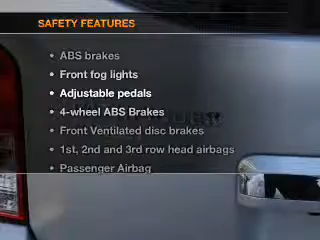 SAFETY FEATURES
• ABS brakes
• Front fog lights
• Adjustable pedals
• 4-wheel ABS Brakes
• Front Ventilated disc brakes
• 1st, 2nd and 3rd row head airbags
• Passenger Airbag